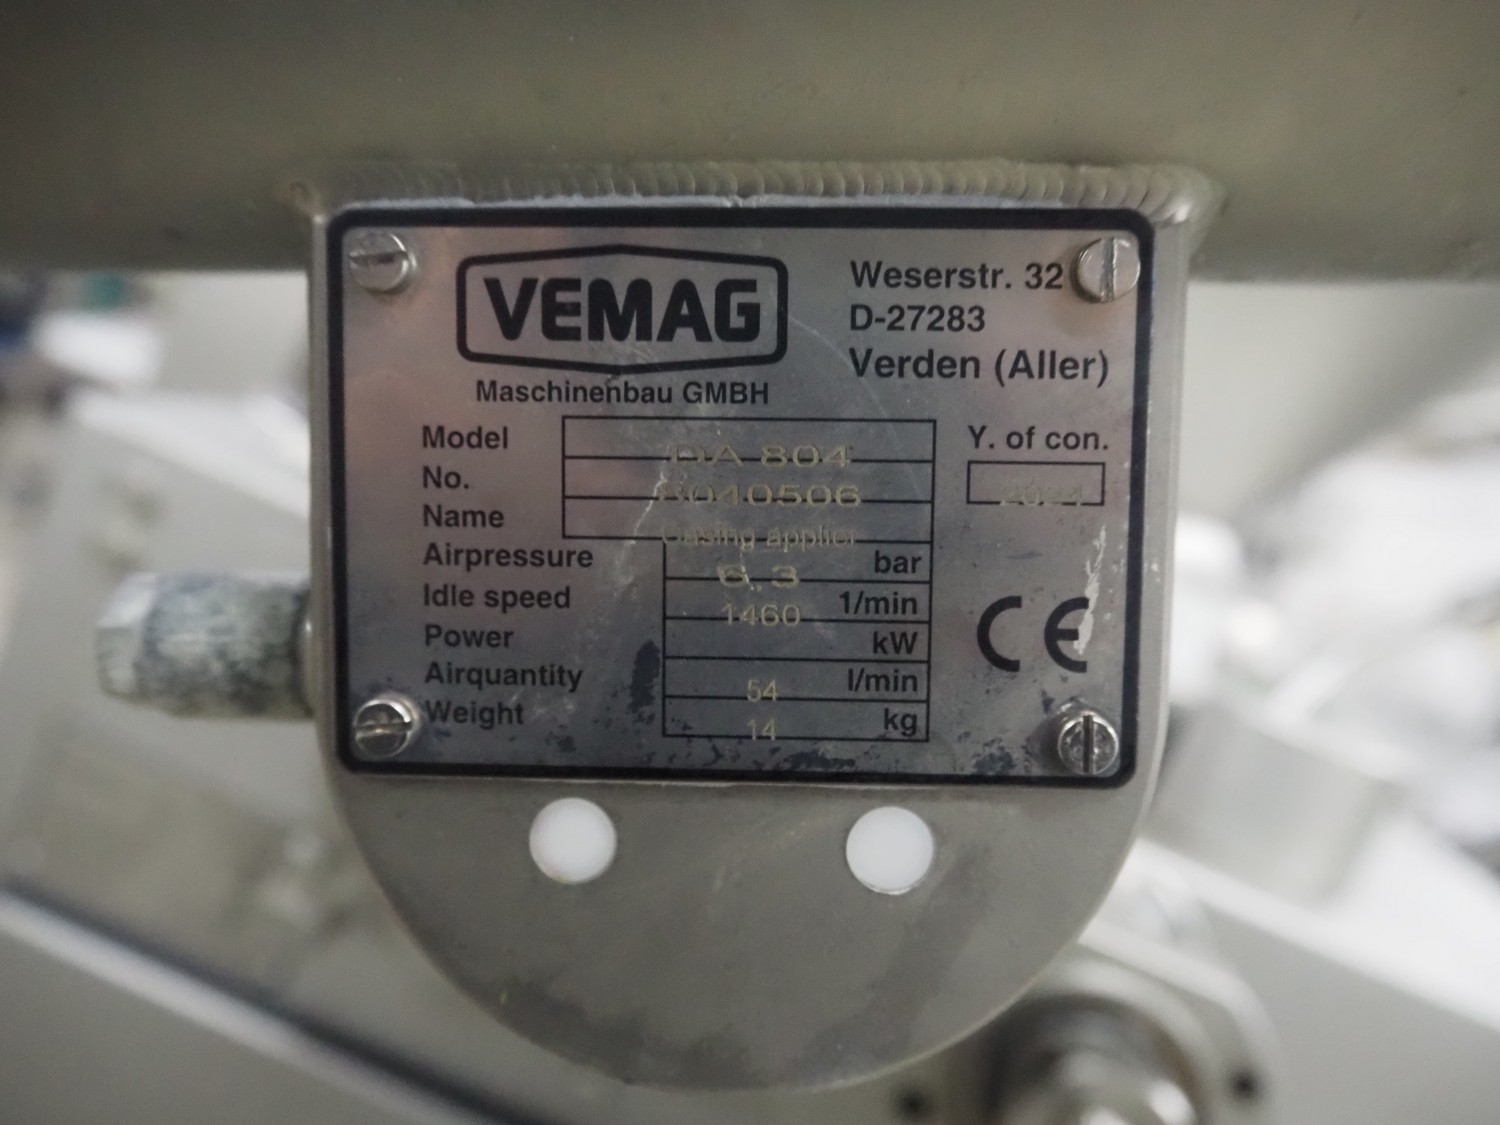 VEMAG
Maschinenbau GMBH
Weserstr. 32
D-27283
Verden (Aller)
Model DA 804
No. 8040506
Name Casing applier
Y. of con.
Airpressure 6.3 bar
Idle speed 1460 1/min
Power kW
Airquantity 54 l/min
Weight 14 kg
CE